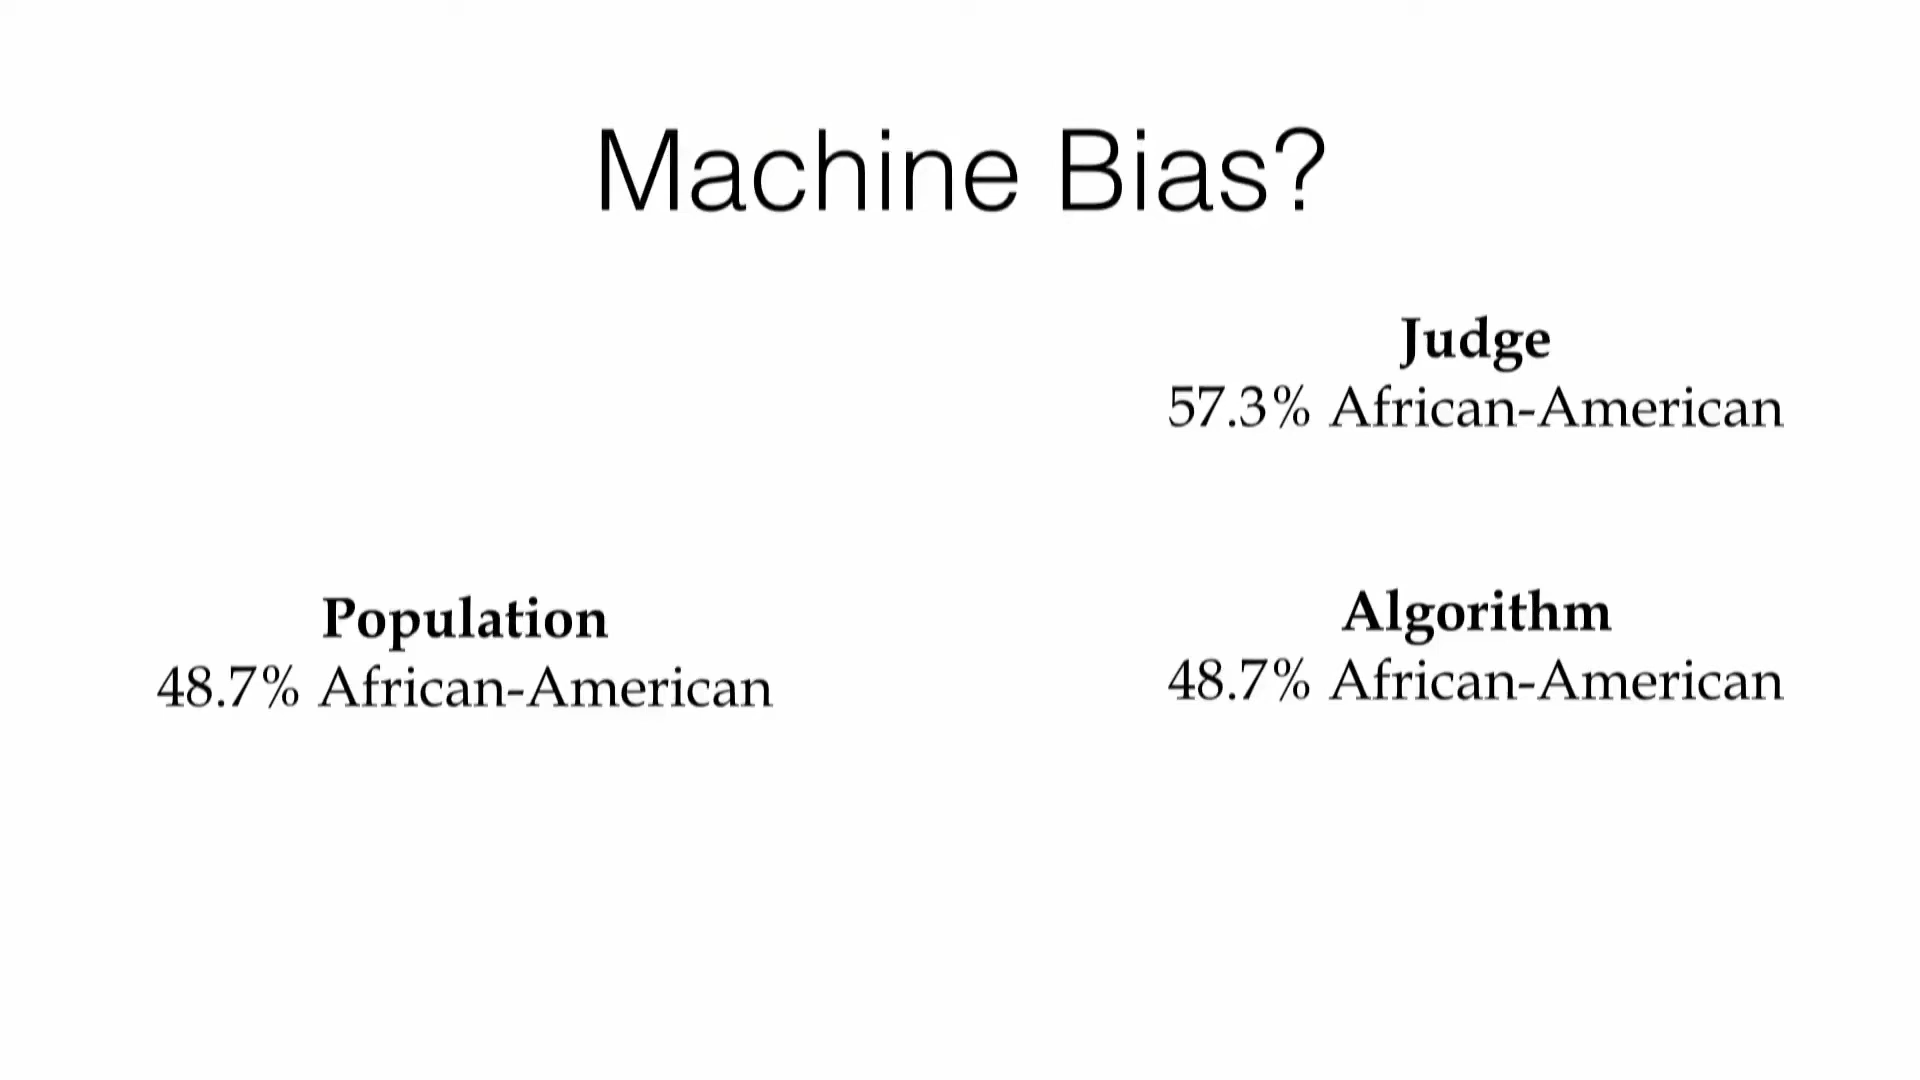 Machine Bias?
Judge
57.3% African-American
Population
48.7% African-American
Algorithm
48.7% African-American